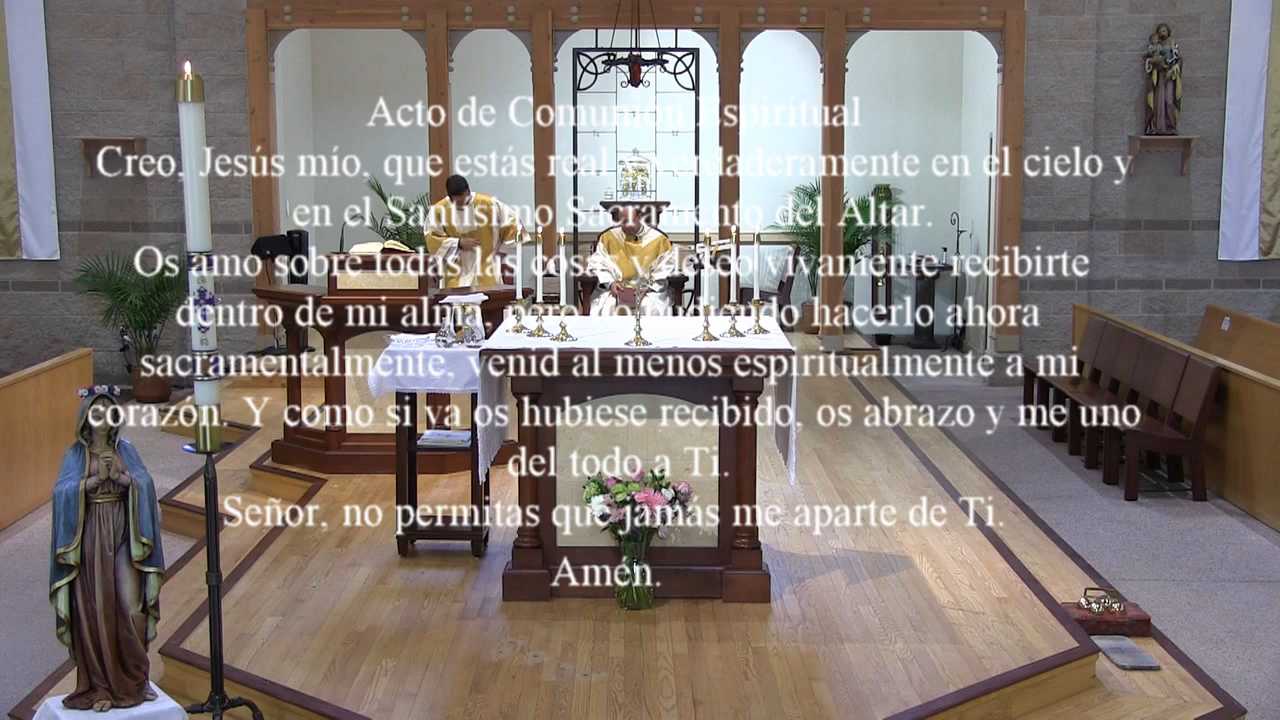 Acto de Comunión Espiritual
Creo, Jesús mío, que estás real y verdaderamente en el cielo y
en el Santísimo Sacramento del Altar.
Os amo sobre todas las cosas y deseo vivamente recibirte
dentro de mi alma, pero no pudiendo hacerlo ahora
sacramentalmente, venid al menos espiritualmente a mi
corazón. Y como si ya os hubiese recibido, os abrazo y me uno
del todo a Ti.
Señor, no permitas que jamás me aparte de Ti.
Amén.